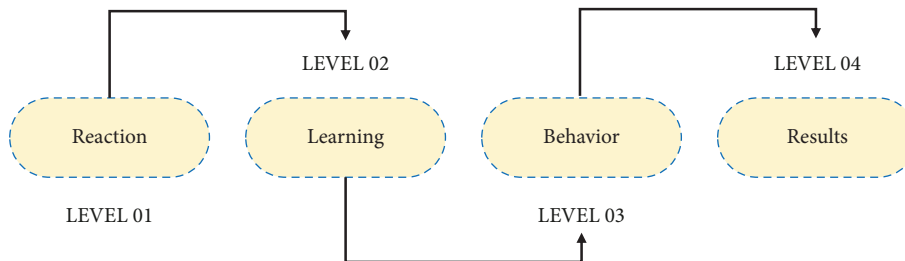 LEVEL 02
LEVEL 04
Reaction
Learning
Behavior
Results
LEVEL 01
LEVEL 03